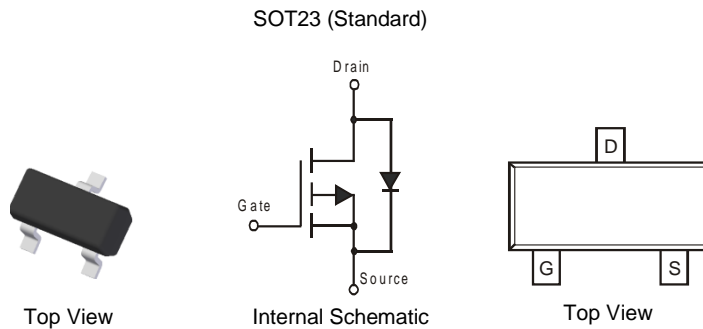 SOT23 (Standard)
Drain
Gate
Source
D
G
S
Top View
Internal Schematic
Top View